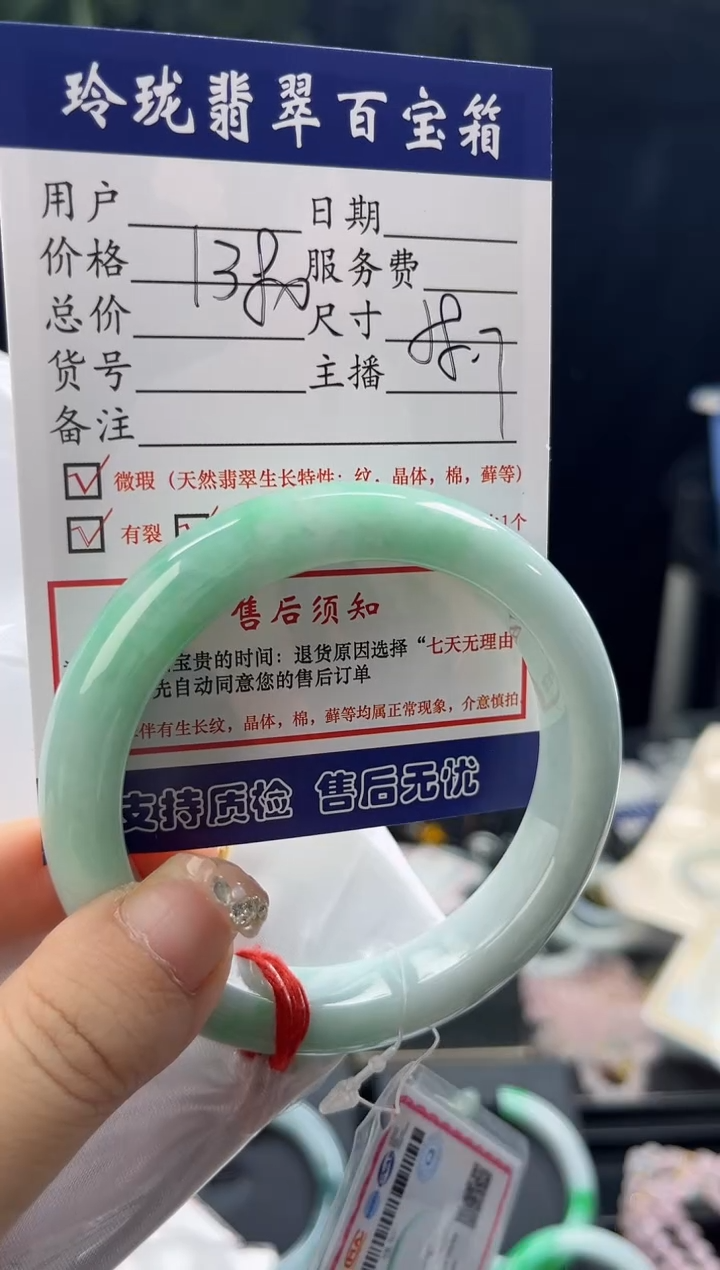 玲珑翡翠百宝箱
用户 日期
价格 服务费
总价 尺寸
货号 主播
备注
微瑕（天然翡翠生长特性：纹，晶体，棉，藓等）
有裂 1个
售后须知
宝贵的时间：退货原因选择“七天无理由
先自动同意您的售后订单
伴有生长纹，晶体，棉，藓等均属正常现象，介意慎拍
支持质检 售后无忧